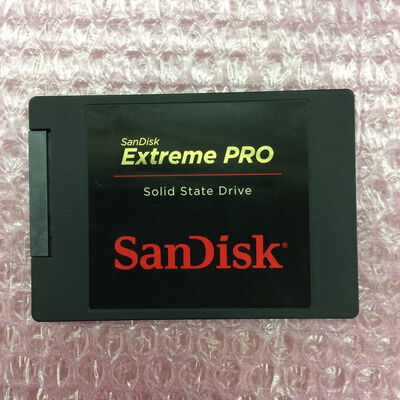 SanDisk
Extreme PRO
Solid State Drive
SanDisk®